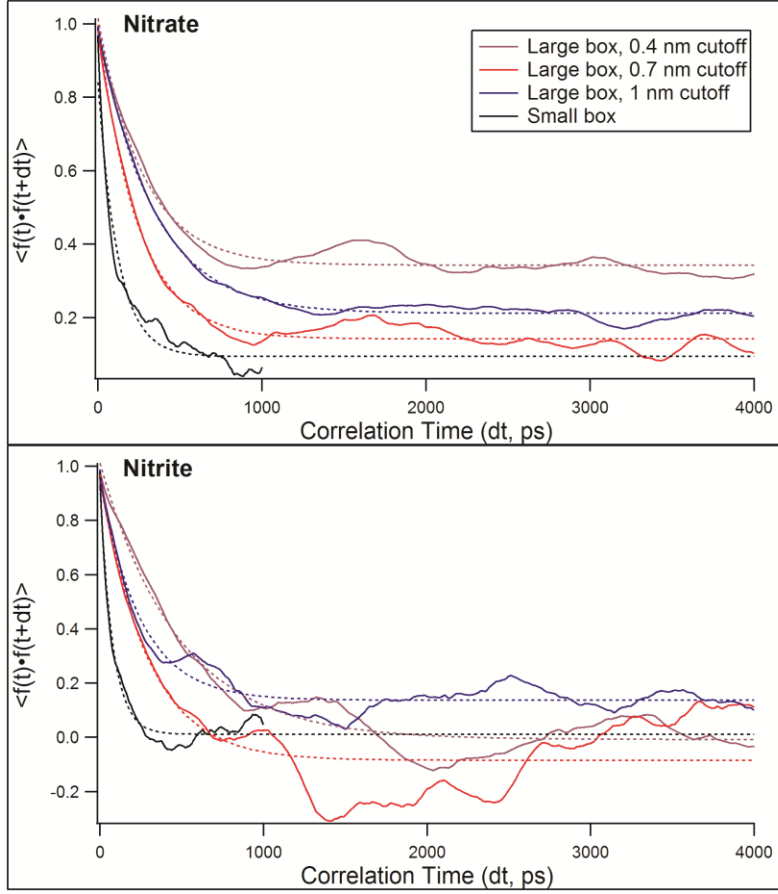 Nitrate
Large box, 0.4 nm cutoff
Large box, 0.7 nm cutoff
Large box, 1 nm cutoff
Small box
<f(t)•f(t+dt)>
1.0
0.8
0.6
0.4
0.2
0
1000
2000
3000
4000
Correlation Time (dt, ps)
Nitrite
<f(t)•f(t+dt)>
1.0
0.8
0.6
0.4
0.2
0.0
-0.2
0
1000
2000
3000
4000
Correlation Time (dt, ps)